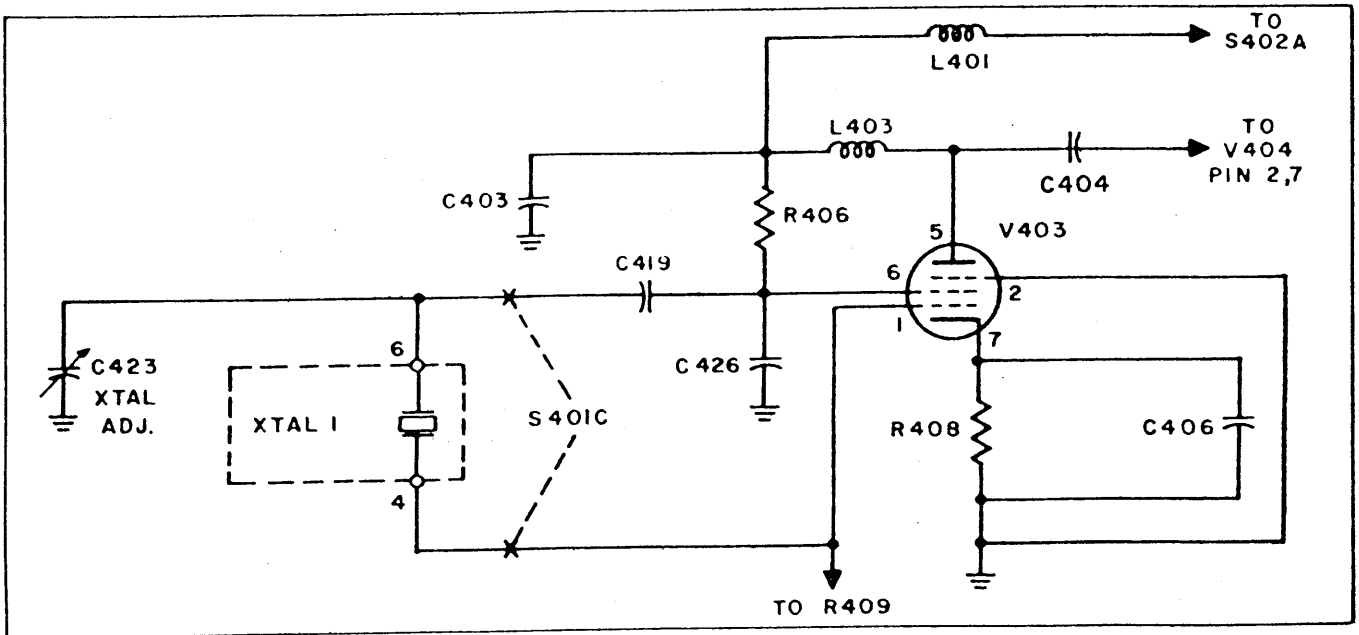 TO
S402A
L401
L403
TO
V404
PIN 2,7
C404
C403
R406
5
V403
C419
6
2
1
7
6
C423
XTAL
ADJ.
XTAL 1
C426
S401C
R408
C406
4
TO R409